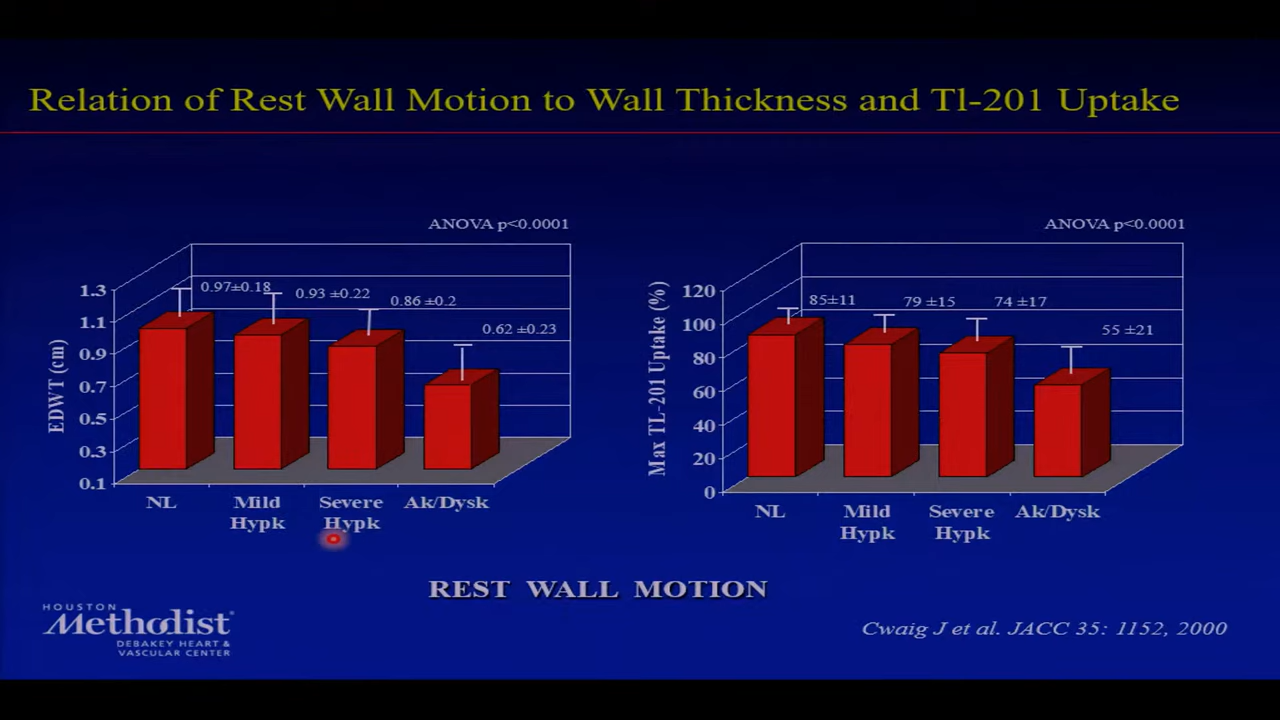 Relation of Rest Wall Motion to Wall Thickness and Tl-201 Uptake
ANOVA p<0.0001
EDWT (cm)
1.3
1.1
0.9
0.7
0.5
0.3
0.1
0.97±0.18
0.93 ±0.22
0.86 ±0.2
0.62 ±0.23
NL
Mild
Hypk
Severe
Hypk
Ak/Dysk
ANOVA p<0.0001
Max TL-201 Uptake (%)
120
100
80
60
40
20
0
85±11
79 ±15
74 ±17
55 ±21
NL
Mild
Hypk
Severe
Hypk
Ak/Dysk
REST WALL MOTION
HOUSTON
Methodist
DEBAKEY HEART &
VASCULAR CENTER
Cwaig J et al. JACC 35: 1152, 2000